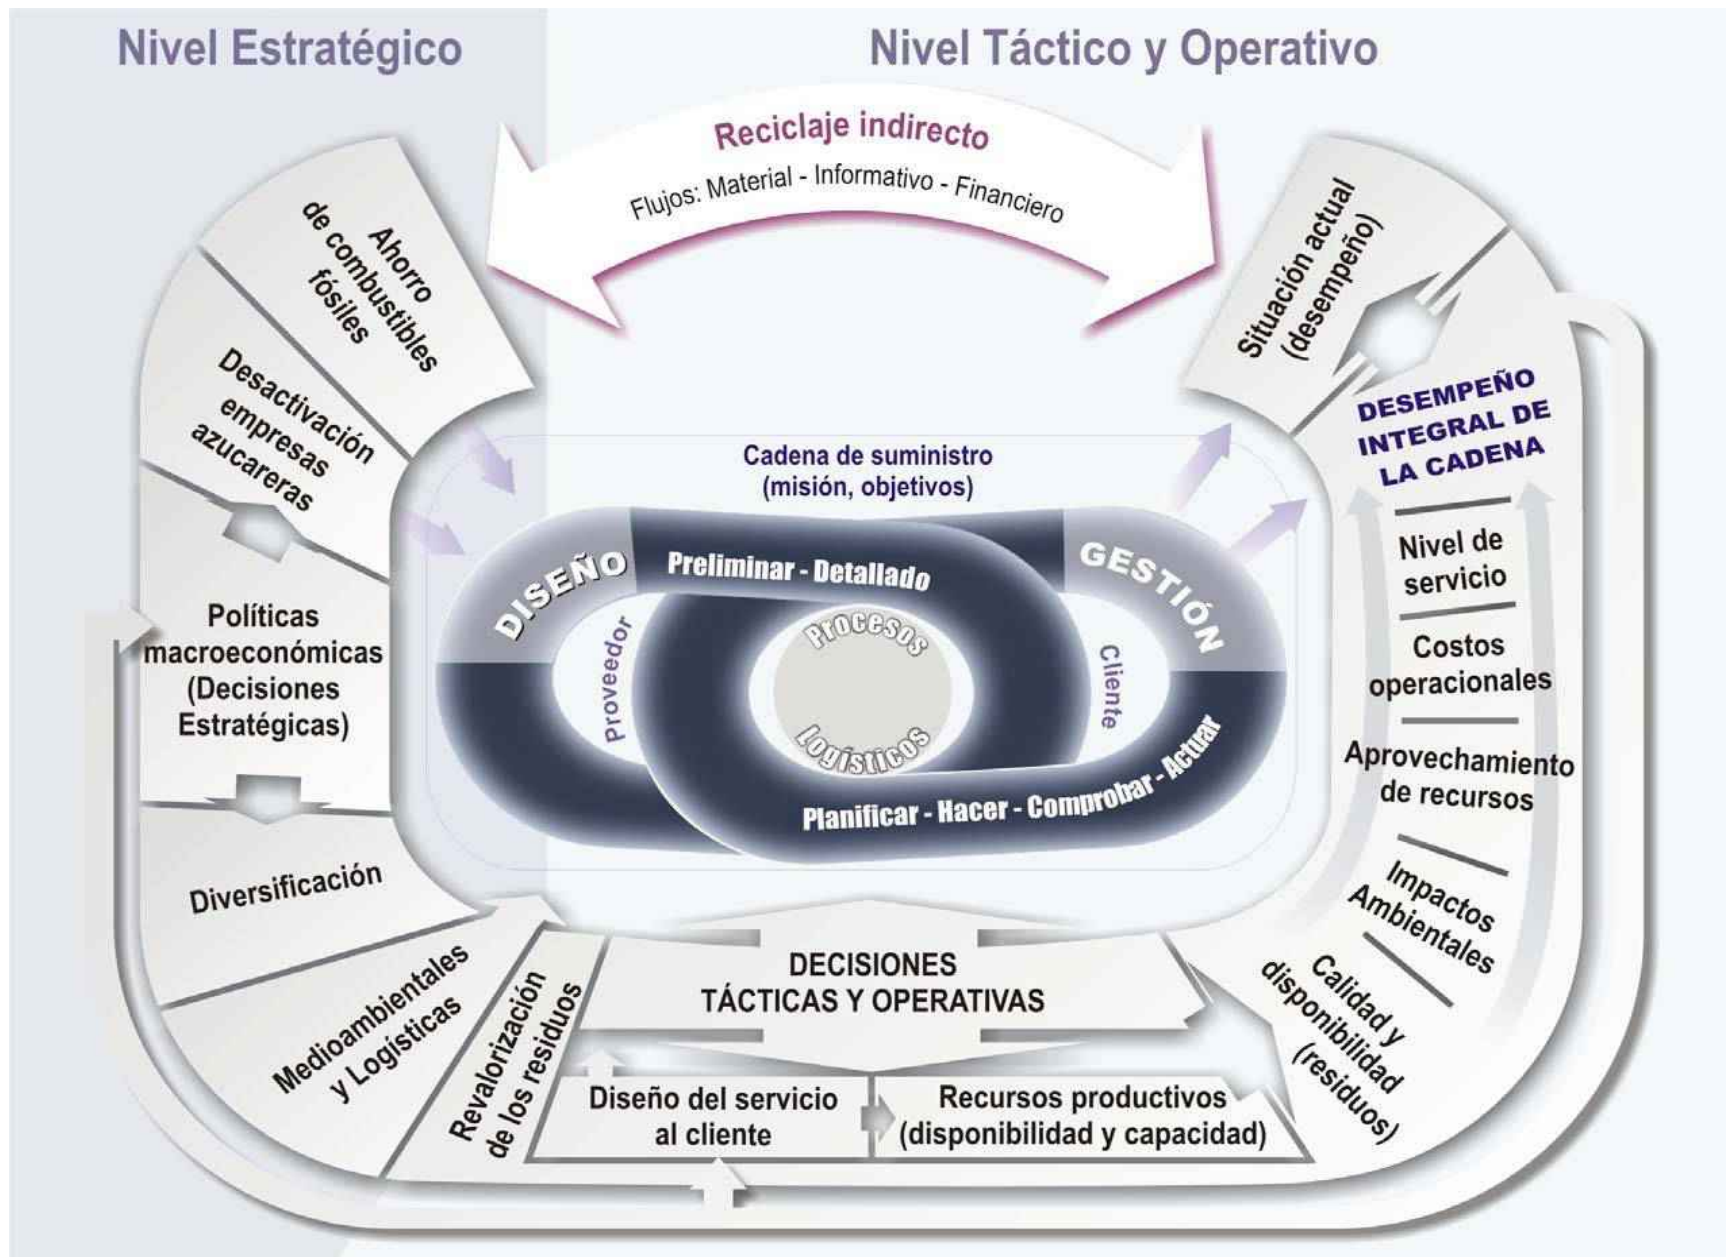 Nivel Estratégico
Nivel Táctico y Operativo
Reciclaje indirecto
Flujos: Material - Informativo - Financiero
Ahorro
de combustibles
fósiles
Desactivación
empresas
azucareras
Políticas
macroeconómicas
(Decisiones
Estratégicas)
Diversificación
Medioambientales
y Logísticas
Revalorización
de los residuos
Cadena de suministro
(misión, objetivos)
DISEÑO
Preliminar - Detallado
GESTIÓN
Proveedor
Procesos
Logísticos
Cliente
Planificar - Hacer - Comprobar - Actuar
DECISIONES
TÁCTICAS Y OPERATIVAS
Diseño del servicio
al cliente
Recursos productivos
(disponibilidad y capacidad)
Situación actual
(desempeño)
DESEMPEÑO
INTEGRAL DE
LA CADENA
Nivel de
servicio
Costos
operacionales
Aprovechamiento
de recursos
Impactos
Ambientales
Calidad y
disponibilidad
(residuos)